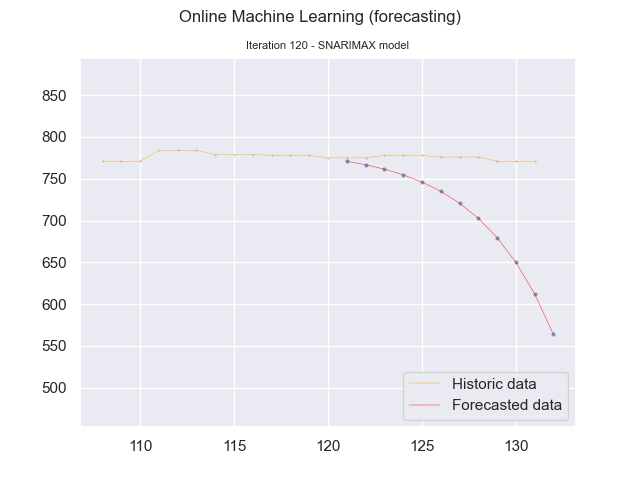 Online Machine Learning (forecasting)
Iteration 120 - SNARIMAX model
850
800
750
700
650
600
550
500
Historic data
Forecasted data
110 115 120 125 130